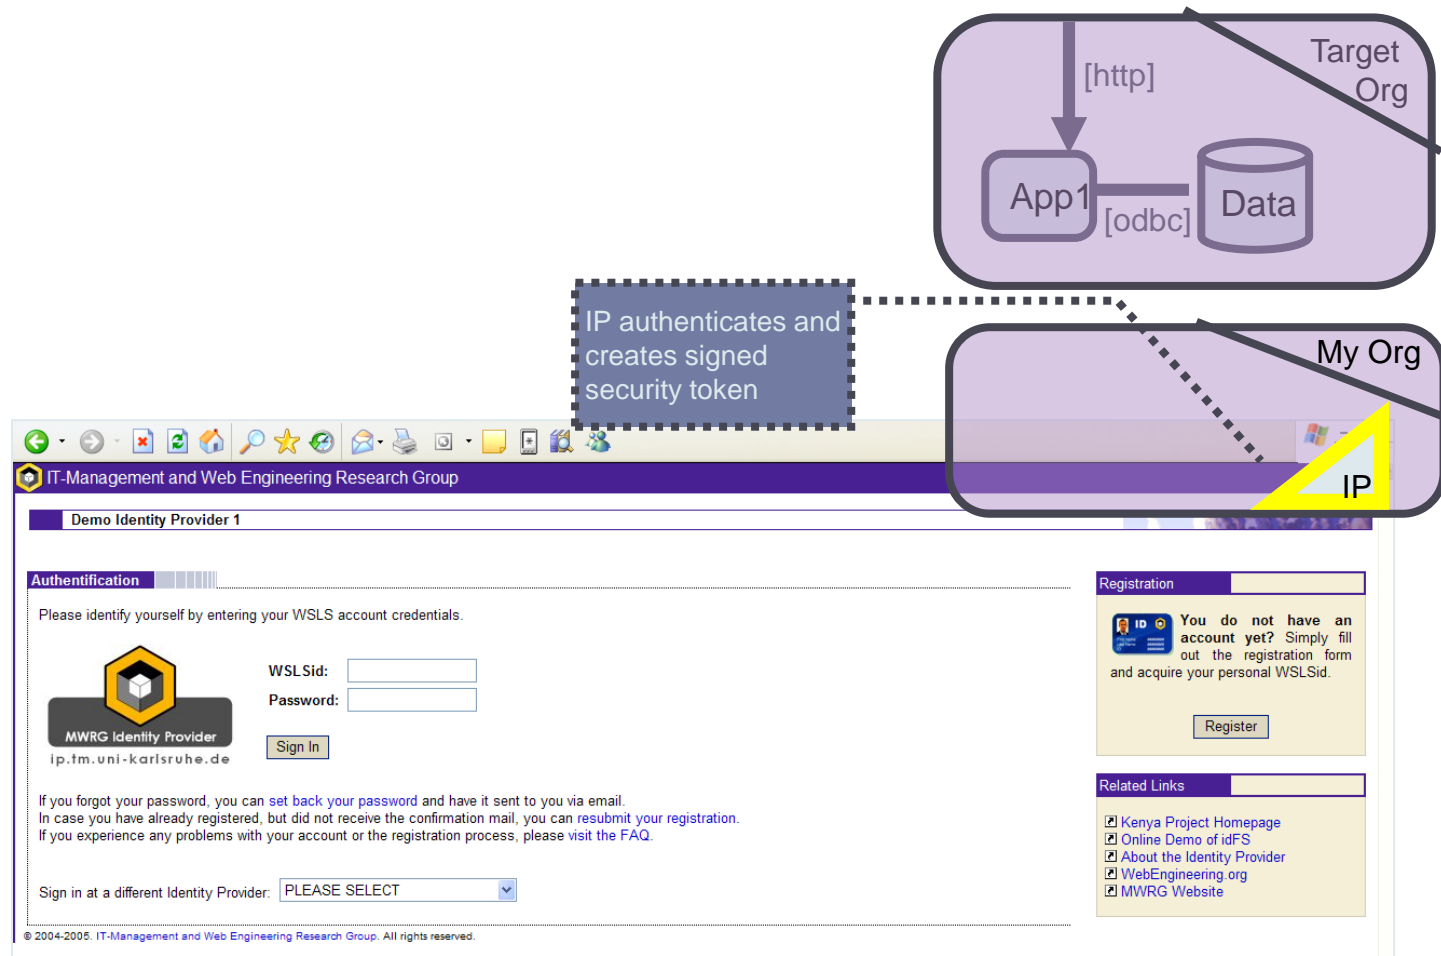 Target
Org
[http]
App1
[odbc]
Data
IP authenticates and
creates signed
security token
My Org
IP
IT-Management and Web Engineering Research Group
Demo Identity Provider 1
Authentification
Please identify yourself by entering your WSLS account credentials.
WSLSid:
Password:
MWRG Identity Provider
ip.tm.uni-karlsruhe.de
Sign In
If you forgot your password, you can set back your password and have it sent to you via email.
In case you have already registered, but did not receive the confirmation mail, you can resubmit your registration.
If you experience any problems with your account or the registration process, please visit the FAQ.
Sign in at a different Identity Provider: PLEASE SELECT
Registration
ID
You do not have an
account yet? Simply fill
out the registration form
and acquire your personal WSLSid.
Register
Related Links
Kenya Project Homepage
Online Demo of idFS
About the Identity Provider
WebEngineering.org
MWRG Website
© 2004-2005. IT-Management and Web Engineering Research Group. All rights reserved.